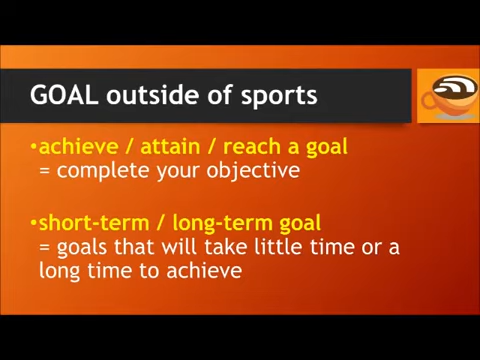 GOAL outside of sports
•achieve / attain / reach a goal
= complete your objective
•short-term / long-term goal
= goals that will take little time or a
long time to achieve